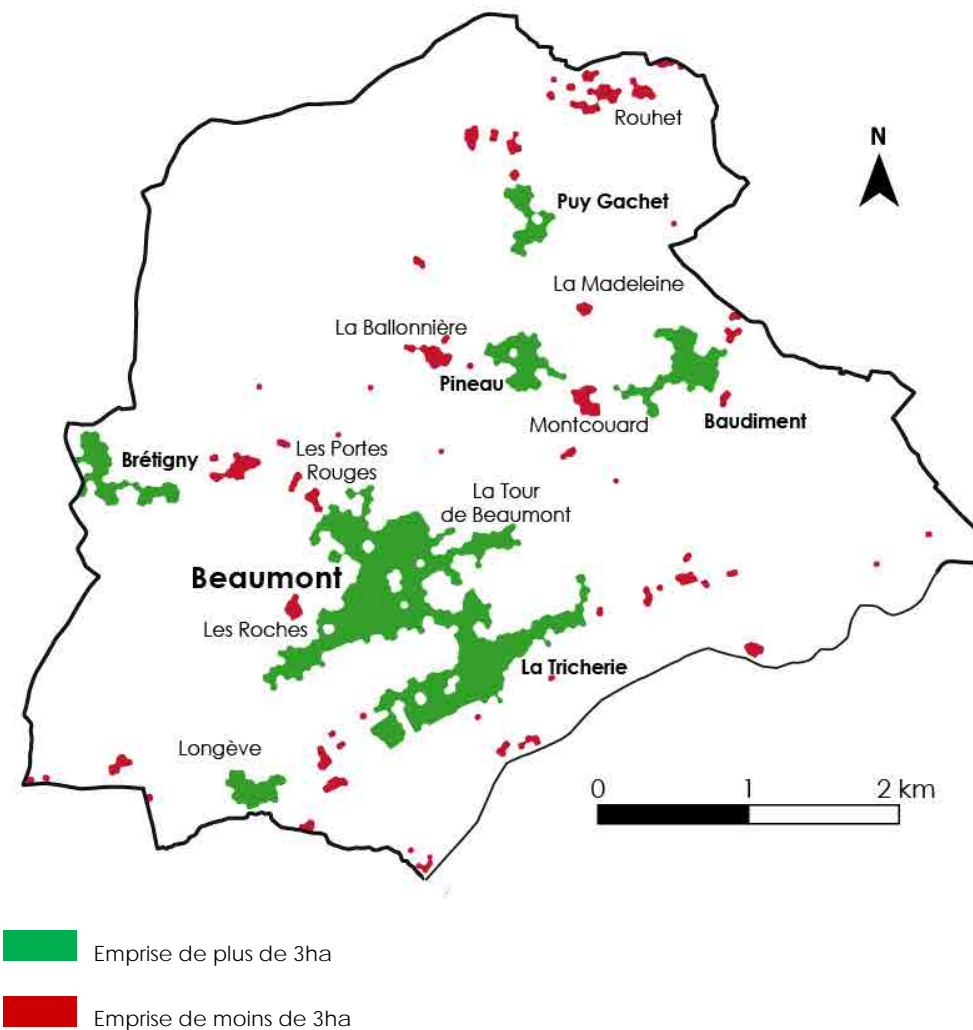 Rouhet
N
Puy Gachet
La Madeleine
La Ballonnière
Pineau
Montcouard
Baudiment
Brétigny
Les Portes
Rouges
La Tour
de Beaumont
Beaumont
Les Roches
La Tricherie
Longève
0 1 2 km
Emprise de plus de 3ha
Emprise de moins de 3ha